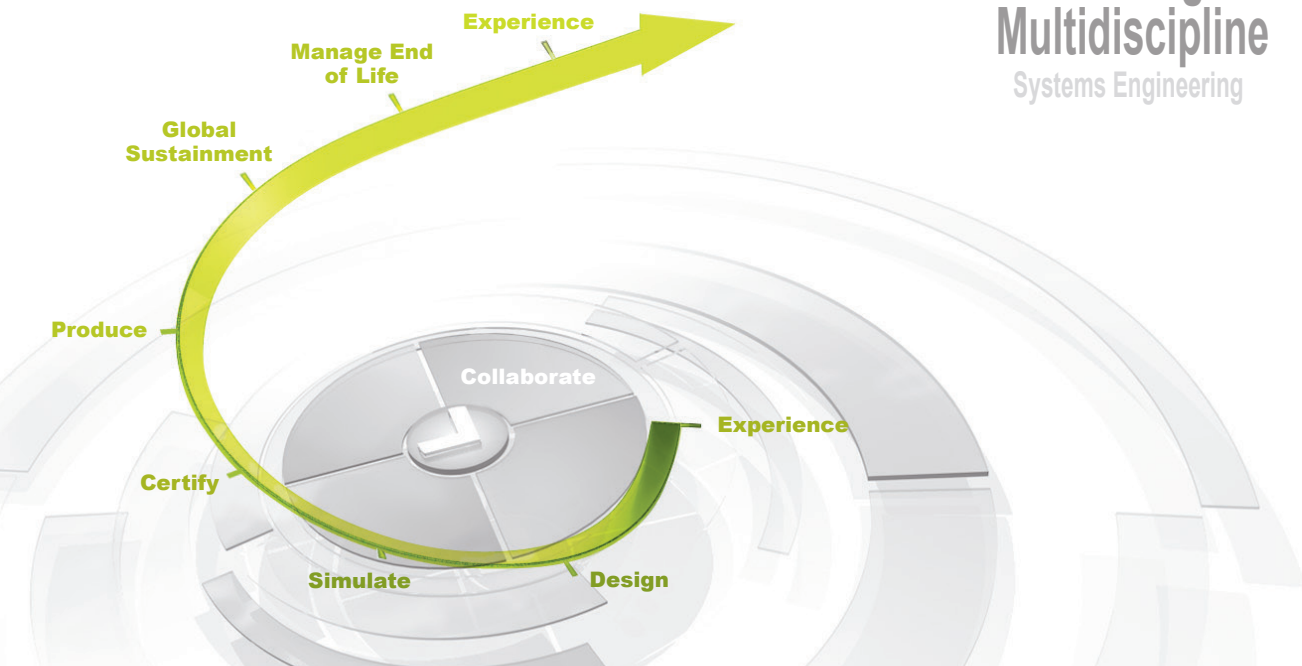 Multidiscipline
Systems Engineering
Experience
Manage End
of Life
Global
Sustainment
Produce
Collaborate
Experience
Certify
Simulate
Design